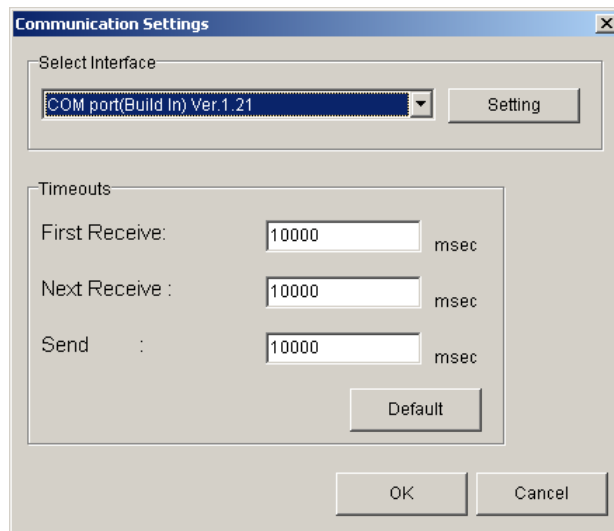 Communication Settings
Select Interface
COM port(Build In) Ver.1.21
Setting
Timeouts
First Receive: 10000 msec
Next Receive : 10000 msec
Send : 10000 msec
Default
OK Cancel